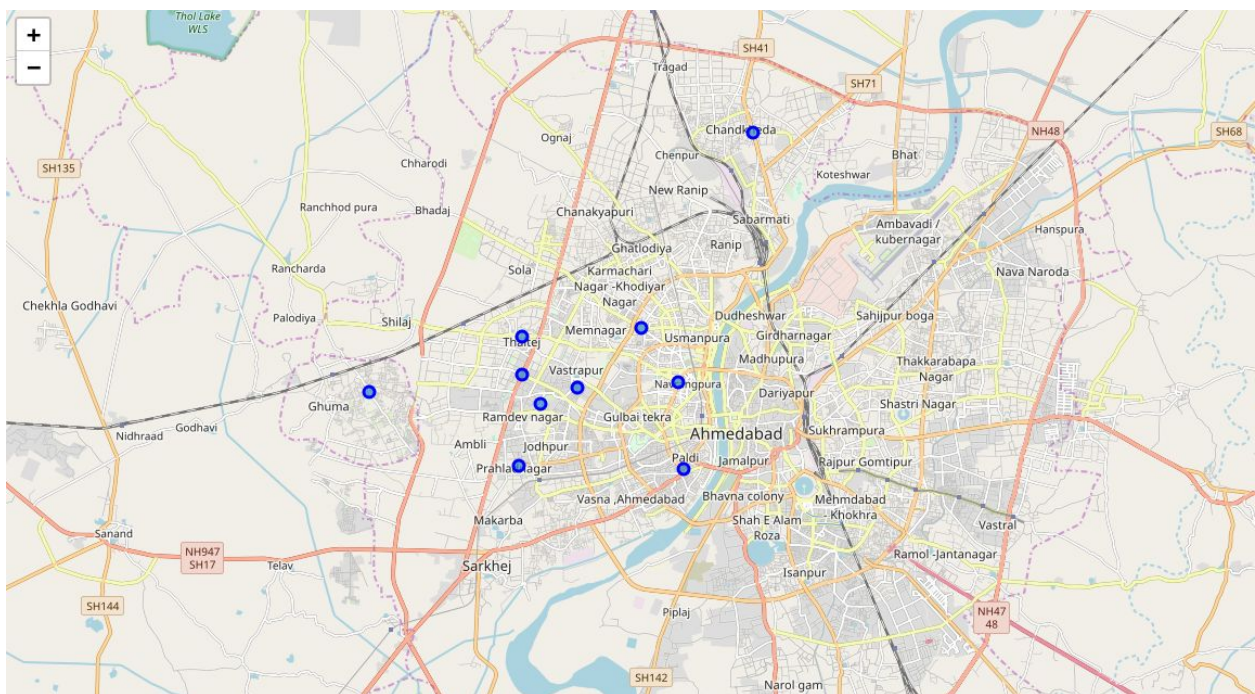 Thol Lake
WLS
+
−
SH41
Tragad
SH71
Ognaj
NH48
SH68
SH135
Chharodi
Chenpur
Bhat
Koteshwar
New Ranip
Ranchhod pura
Bhadaj
Chanakyapuri
Sabarmati
Ambavadi /
kubernagar
Hanspura
Ghatlodiya
Ranip
Rancharda
Sola
Karmachari
Nagar -Khodiyar
Nagar
Nava Naroda
Chekhla Godhavi
Palodiya
Shilaj
Memnagar
Usmanpura
Dudheshwar
Girdharnagar
Sahijpur boga
Madhupura
Thakkarabapa
Nagar
Vastrapur
Dariyapur
Shastri Nagar
Ghuma
Ramdev nagar
Gulbai tekra
Godhavi
Nidhraad
Ambli
Jodhpur
Ahmedabad
Sukhrampura
Paldi
Jamalpur
Rajpur Gomtipur
Vasna ,Ahmedabad
Bhavna colony
Mehmdabad
Khokhra
Makarba
Shah E Alam
Roza
Vastral
Sanand
NH947
SH17
Telav
Sarkhej
Ramol -Jantanagar
Isanpur
SH144
Piplaj
NH47
48
SH142
Narol gam